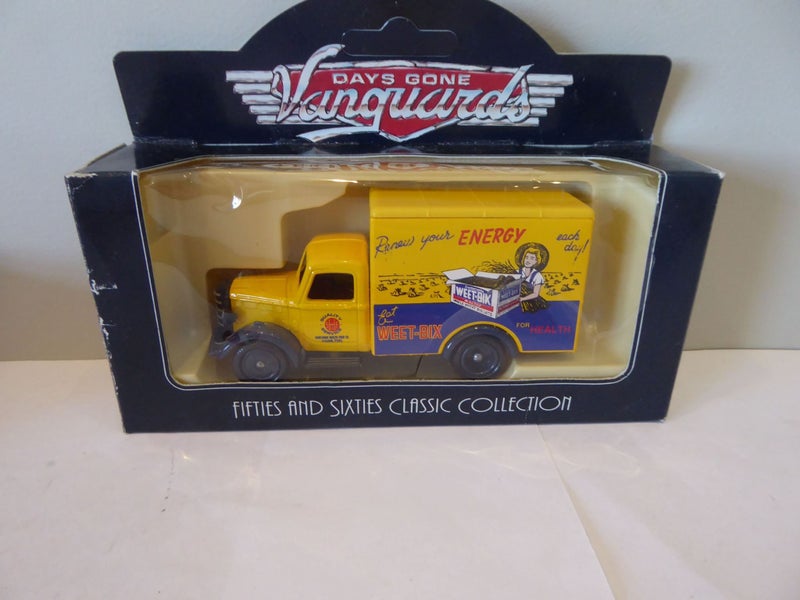 DAYS GONE
Vanguards
Renew your ENERGY each day!
WEET-BIX
Eat
WEET-BIX
FOR HEALTH
QUALITY
FIFTIES AND SIXTIES CLASSIC COLLECTION